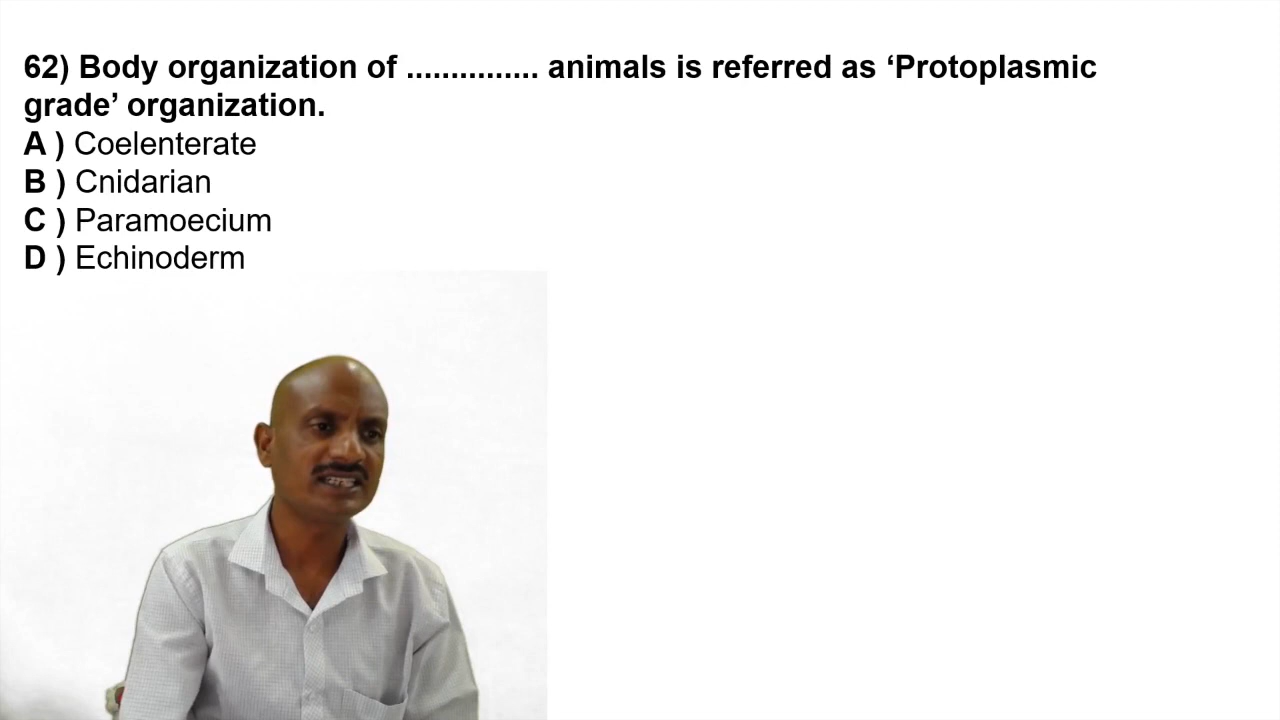 62) Body organization of ............... animals is referred as ‘Protoplasmic
grade’ organization.
A ) Coelenterate
B ) Cnidarian
C ) Paramoecium
D ) Echinoderm